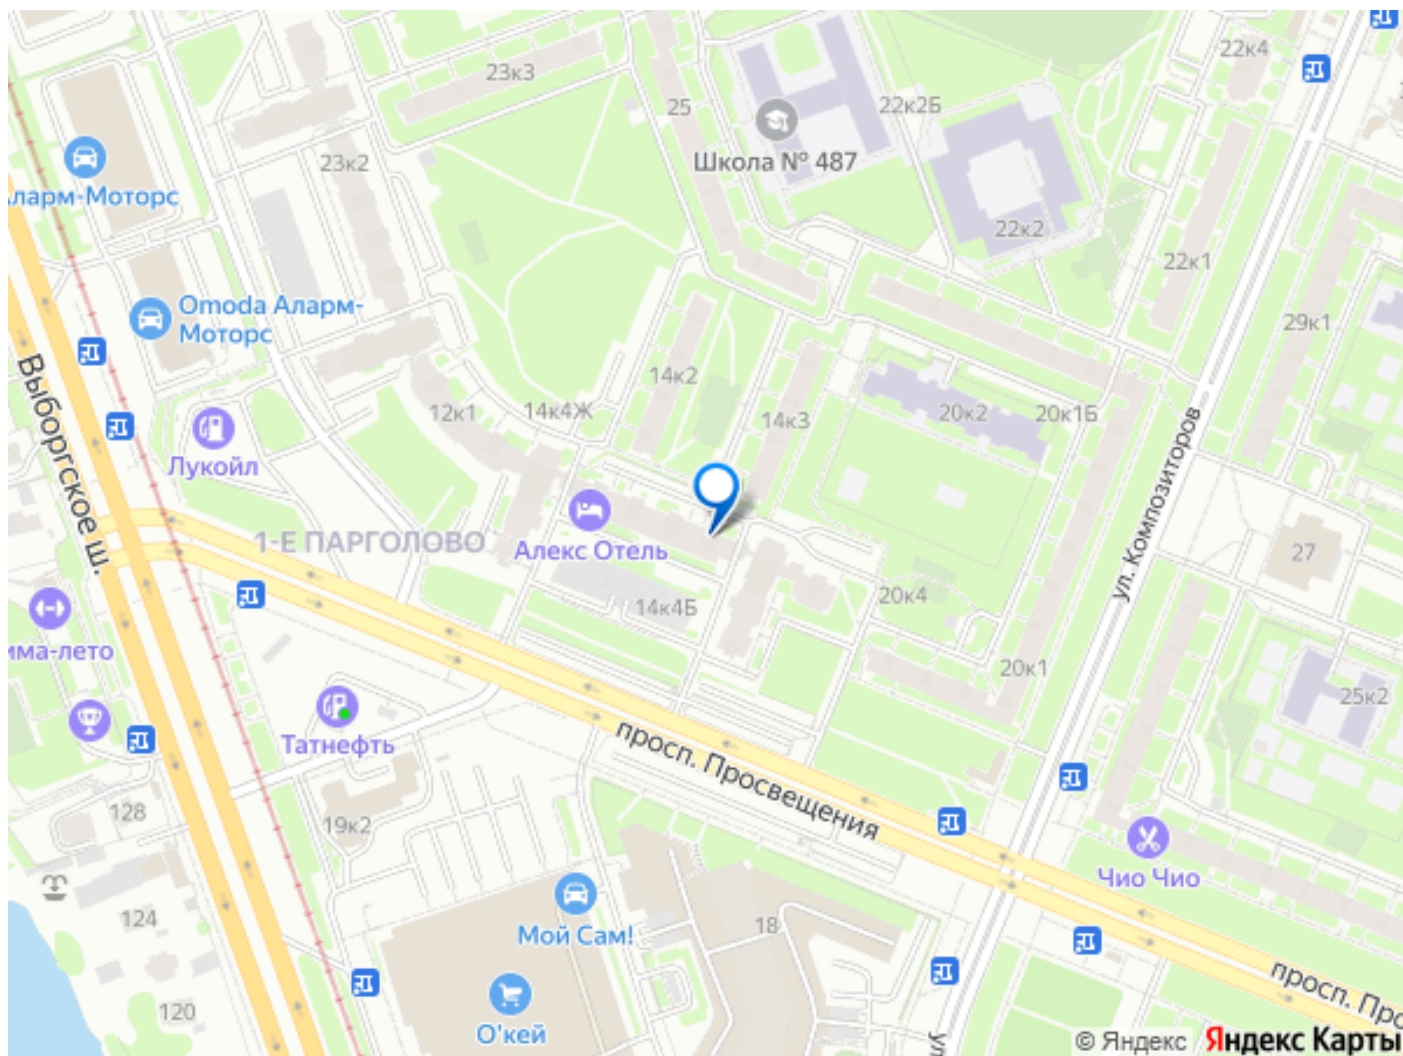 22к4
23к3
25
22к2Б
Школа № 487
23к2
Аларм-Моторс
22к2
22к1
Omoda Аларм-
Моторс
29к1
Выборгское ш.
14к2
12к1
14к4Ж
14к3
20к2
20к1Б
Лукойл
ул. Композиторов
1-Е ПАРГОЛОВО
Алекс Отель
27
14к4Б
20к4
има-лето
20к1
25к2
Татнефть
просп. Просвещения
128
19к2
Чио Чио
124
Мой Сам!
18
120
О'кей
просп. Про
ул
© Яндекс Яндекс Карты